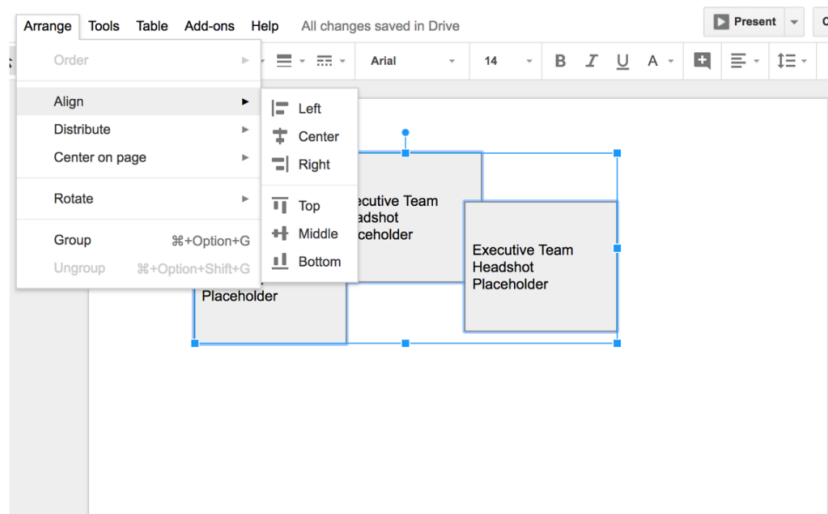 Arrange Tools Table Add-ons Help All changes saved in Drive
Present
Arial 14 B I U A
Order
Align
Distribute
Center on page
Rotate
Group ⌘+Option+G
Ungroup ⌘+Option+Shift+G
Left
Center
Right
Top
Middle
Bottom
Team
Placeholder
Executive Team
Headshot
Placeholder